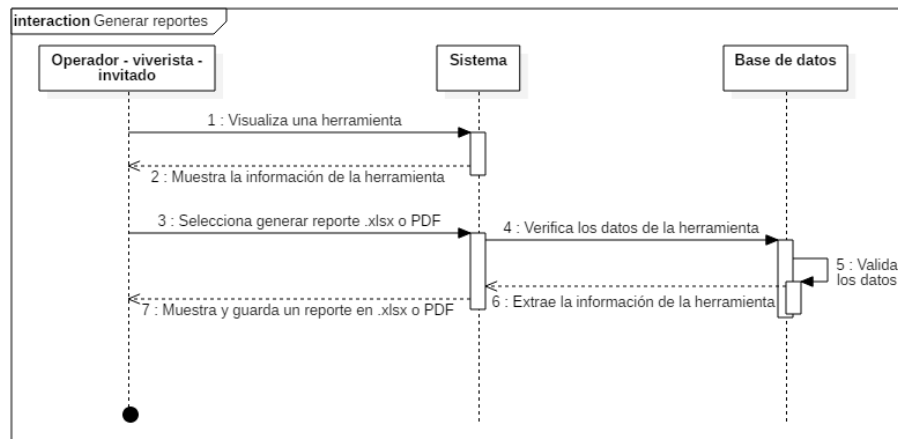 interaction Generar reportes
Operador - viverista -
invitado
Sistema
Base de datos
1 : Visualiza una herramienta
2 : Muestra la información de la herramienta
3 : Selecciona generar reporte .xlsx o PDF
4 : Verifica los datos de la herramienta
5 : Valida
los datos
6 : Extrae la información de la herramienta
7 : Muestra y guarda un reporte en .xlsx o PDF